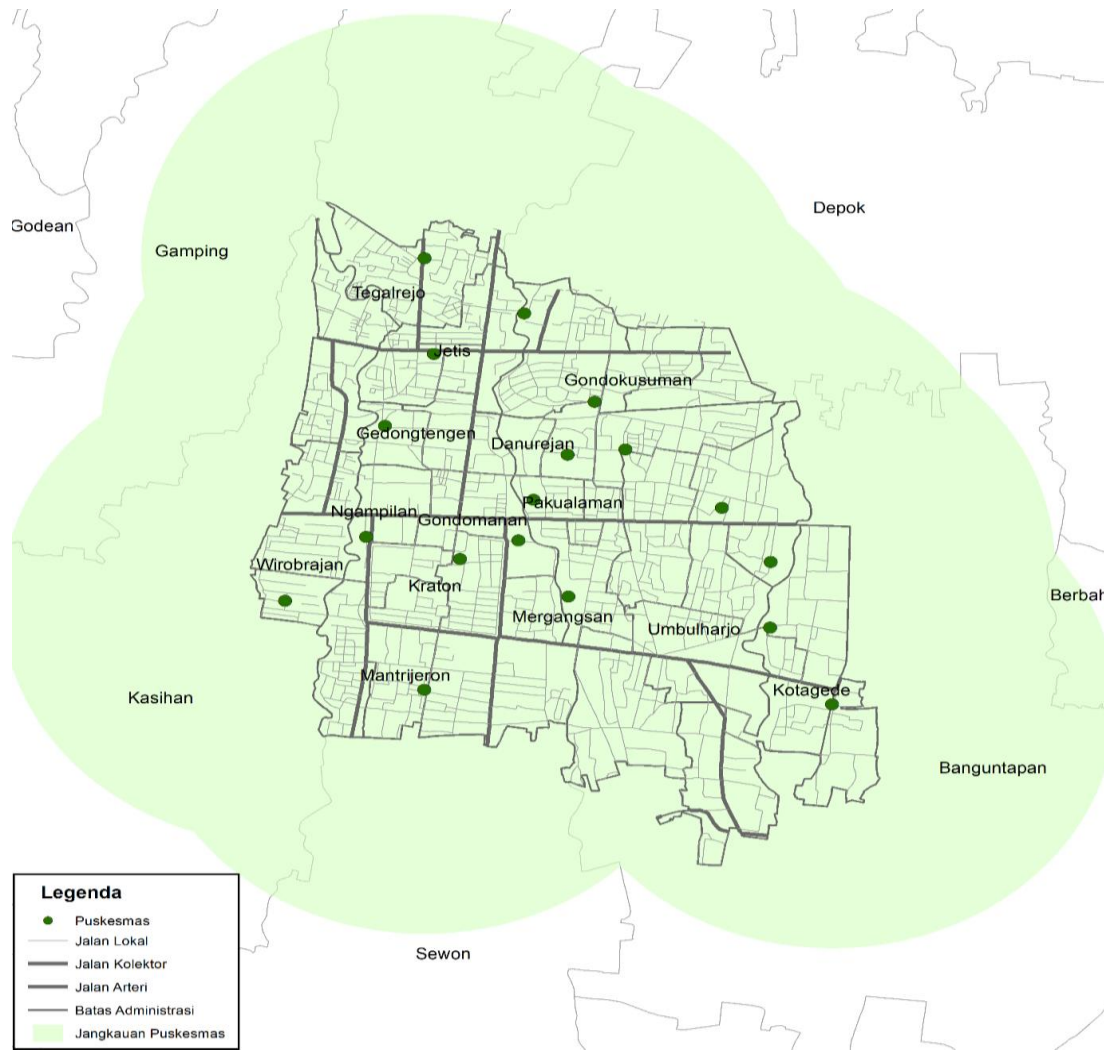 Depok
Godean
Gamping
Tegalrejo
Jetis
Gondokusuman
Gedongtengen
Danurejan
Pakualaman
Ngampilan
Gondomanan
Wirobrajan
Kraton
Berbah
Mergangsan
Umbulharjo
Mantrijeron
Kotagede
Kasihan
Banguntapan
Sewon
Legenda
Puskesmas
Jalan Lokal
Jalan Kolektor
Jalan Arteri
Batas Administrasi
Jangkauan Puskesmas